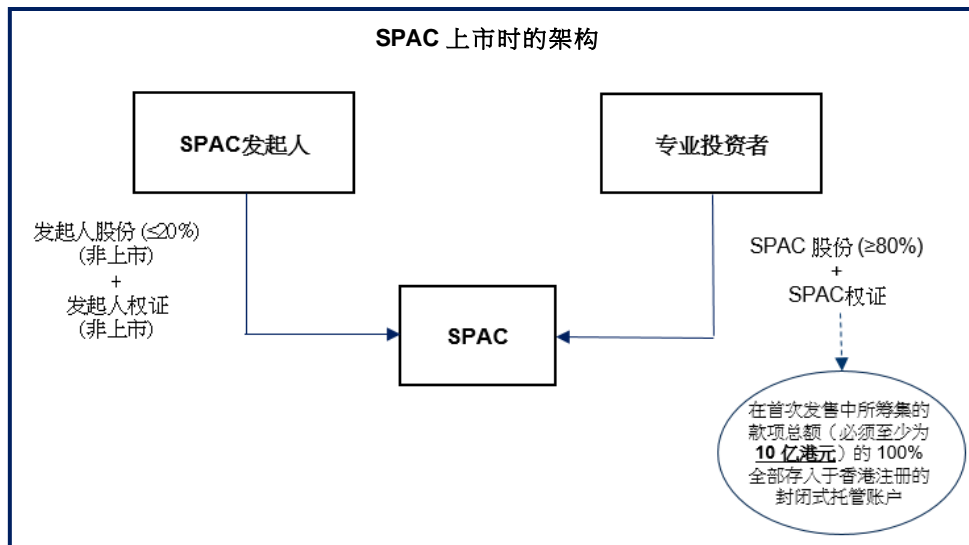 SPAC 上市时的架构
SPAC发起人
专业投资者
发起人股份 (≤20%)
(非上市)
+
发起人权证
(非上市)
SPAC 股份 (≥80%)
+
SPAC权证
SPAC
在首次发售中所筹集的
款项总额（必须至少为
10 亿港元）的 100%
全部存入于香港注册的
封闭式托管账户